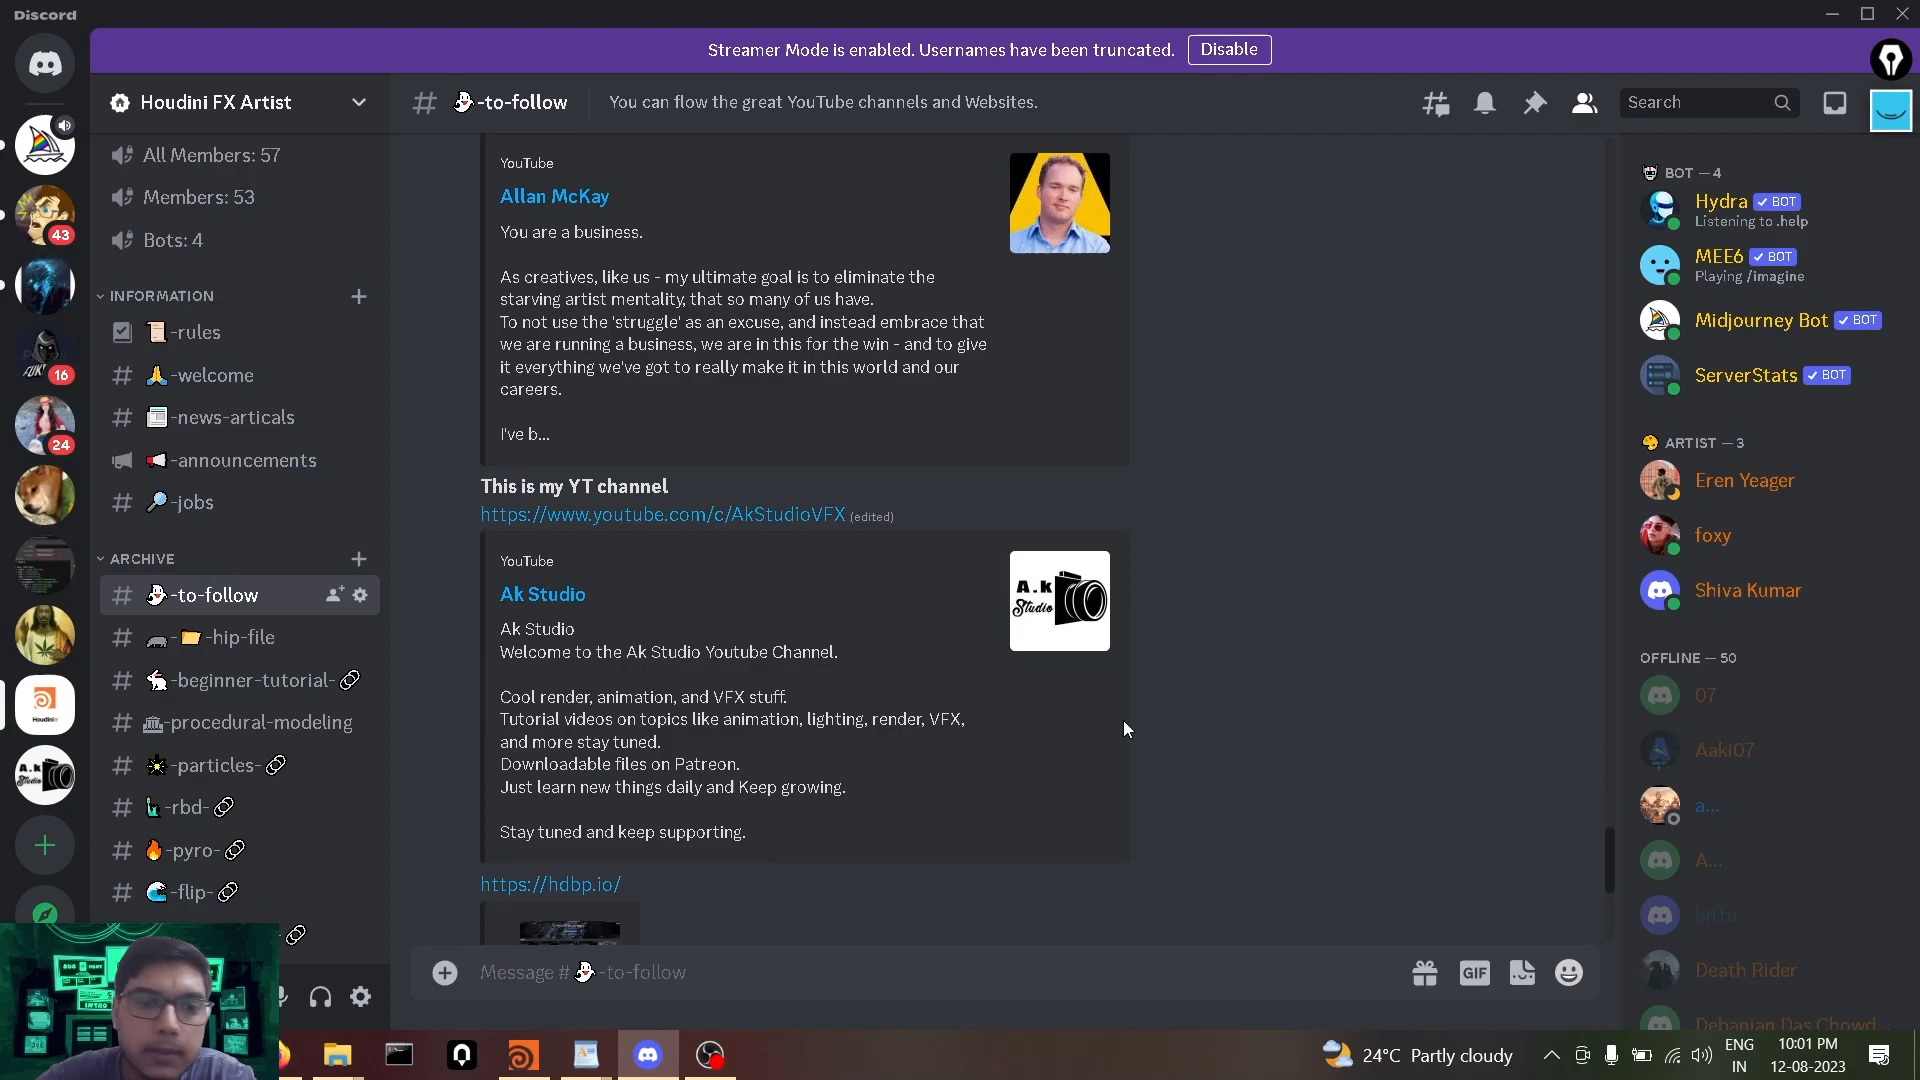 Discord
Streamer Mode is enabled. Usernames have been truncated.
Disable
Houdini FX Artist
-to-follow
You can flow the great YouTube channels and Websites.
Search
All Members: 57
Members: 53
Bots: 4
INFORMATION
-rules
-welcome
-news-articals
-announcements
-jobs
ARCHIVE
-to-follow
-hip-file
-beginner-tutorial-
-procedural-modeling
-particles-
-rbd-
-pyro-
-flip-
43
16
24
Houdini
A.k
Studio
YouTube
Allan McKay
You are a business.
As creatives, like us - my ultimate goal is to eliminate the
starving artist mentality, that so many of us have.
To not use the 'struggle' as an excuse, and instead embrace that
we are running a business, we are in this for the win - and to give
it everything we've got to really make it in this world and our
careers.
I've b...
This is my YT channel
https://www.youtube.com/c/AkStudioVFX (edited)
YouTube
Ak Studio
A.k
Studio
Ak Studio
Welcome to the Ak Studio Youtube Channel.
Cool render, animation, and VFX stuff.
Tutorial videos on topics like animation, lighting, render, VFX,
and more stay tuned.
Downloadable files on Patreon.
Just learn new things daily and Keep growing.
Stay tuned and keep supporting.
https://hdbp.io/
Message # -to-follow
GIF
BOT — 4
Hydra BOT
Listening to .help
MEE6 BOT
Playing /imagine
Midjourney Bot BOT
ServerStats BOT
ARTIST — 3
Eren Yeager
foxy
Shiva Kumar
OFFLINE — 50
07
Aaki07
a...
A...
bittu
Death Rider
Debanjan Das Chowd...
24°C Partly cloudy
ENG
IN
10:01 PM
12-08-2023